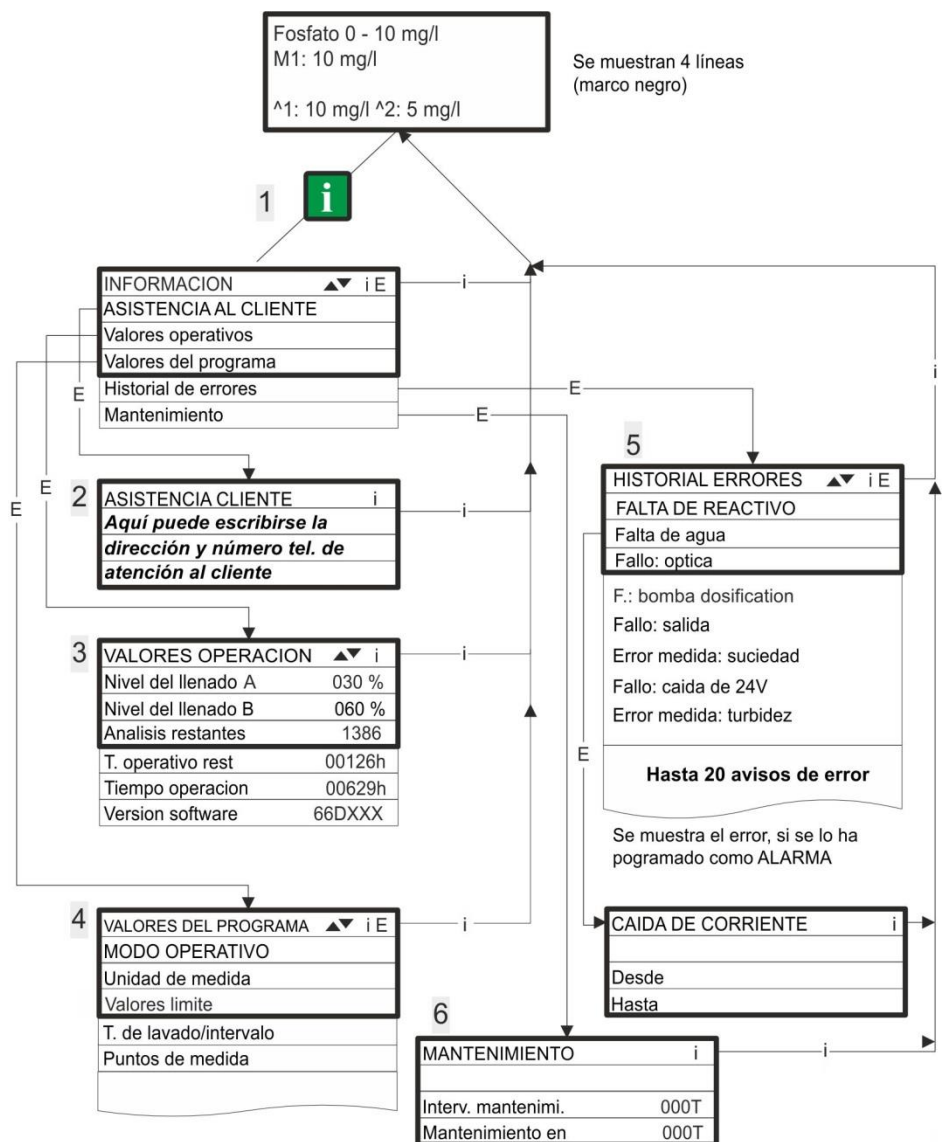 Fosfato 0 - 10 mg/l
M1: 10 mg/l
^1: 10 mg/l ^2: 5 mg/l
Se muestran 4 líneas
(marco negro)
1
i
INFORMACION ▲▼ i E
ASISTENCIA AL CLIENTE
Valores operativos
Valores del programa
Historial de errores
Mantenimiento
i
E
E
E
E
E
i
2
ASISTENCIA CLIENTE i
Aquí puede escribirse la
dirección y número tel. de
atención al cliente
i
3
VALORES OPERACION ▲▼ i
Nivel del llenado A 030 %
Nivel del llenado B 060 %
Analisis restantes 1386
T. operativo rest 00126h
Tiempo operacion 00629h
Version software 66DXXX
i
4
VALORES DEL PROGRAMA ▲▼ i E
MODO OPERATIVO
Unidad de medida
Valores limite
T. de lavado/intervalo
Puntos de medida
i
5
HISTORIAL ERRORES ▲▼ i E
FALTA DE REACTIVO
Falta de agua
Fallo: optica
F.: bomba dosification
Fallo: salida
Error medida: suciedad
Fallo: caida de 24V
Error medida: turbidez
Hasta 20 avisos de error
E
Se muestra el error, si se lo ha
pogramado como ALARMA
CAIDA DE CORRIENTE i
Desde
Hasta
i
6
MANTENIMIENTO i
Interv. mantenimi. 000T
Mantenimiento en 000T
i